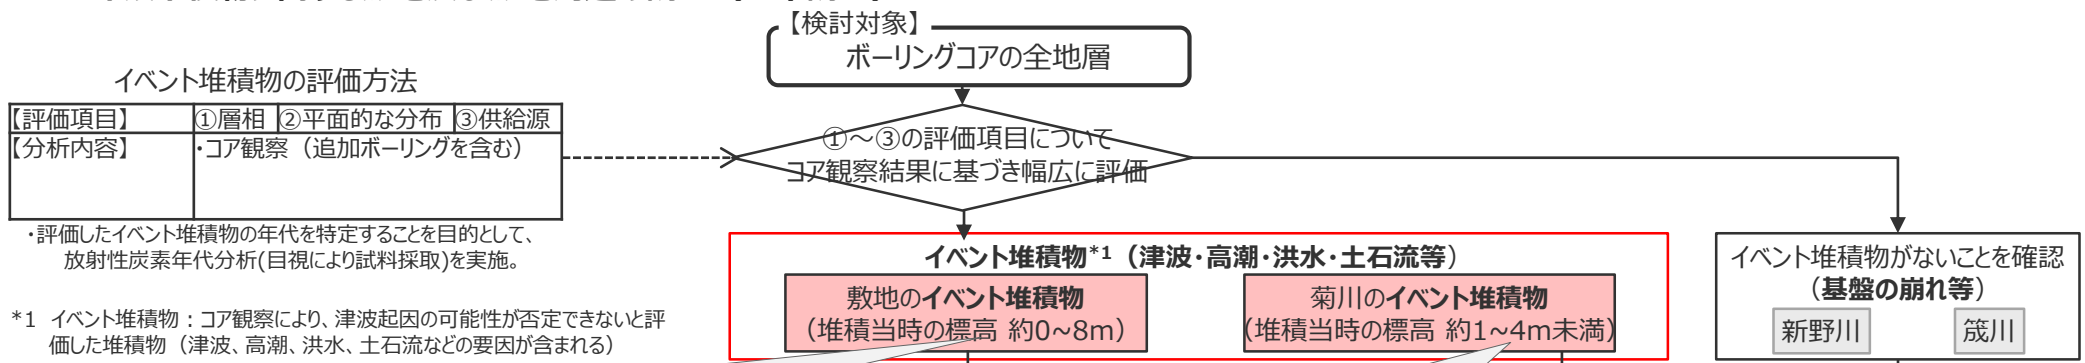 【検討対象】
ボーリングコアの全地層
イベント堆積物の評価方法
【評価項目】 ①層相 ②平面的な分布 ③供給源
【分析内容】 ・コア観察（追加ボーリングを含む）
・評価したイベント堆積物の年代を特定することを目的として、
放射性炭素年代分析(目視により試料採取)を実施。
*1 イベント堆積物：コア観察により、津波起因の可能性が否定できないと評
価した堆積物（津波、高潮、洪水、土石流などの要因が含まれる）
①～③の評価項目について
コア観察結果に基づき幅広に評価
イベント堆積物*1（津波・高潮・洪水・土石流等）
敷地のイベント堆積物
（堆積当時の標高 約0~8m）
菊川のイベント堆積物
（堆積当時の標高 約1~4m未満）
イベント堆積物がないことを確認
（基盤の崩れ等）
新野川
筬川